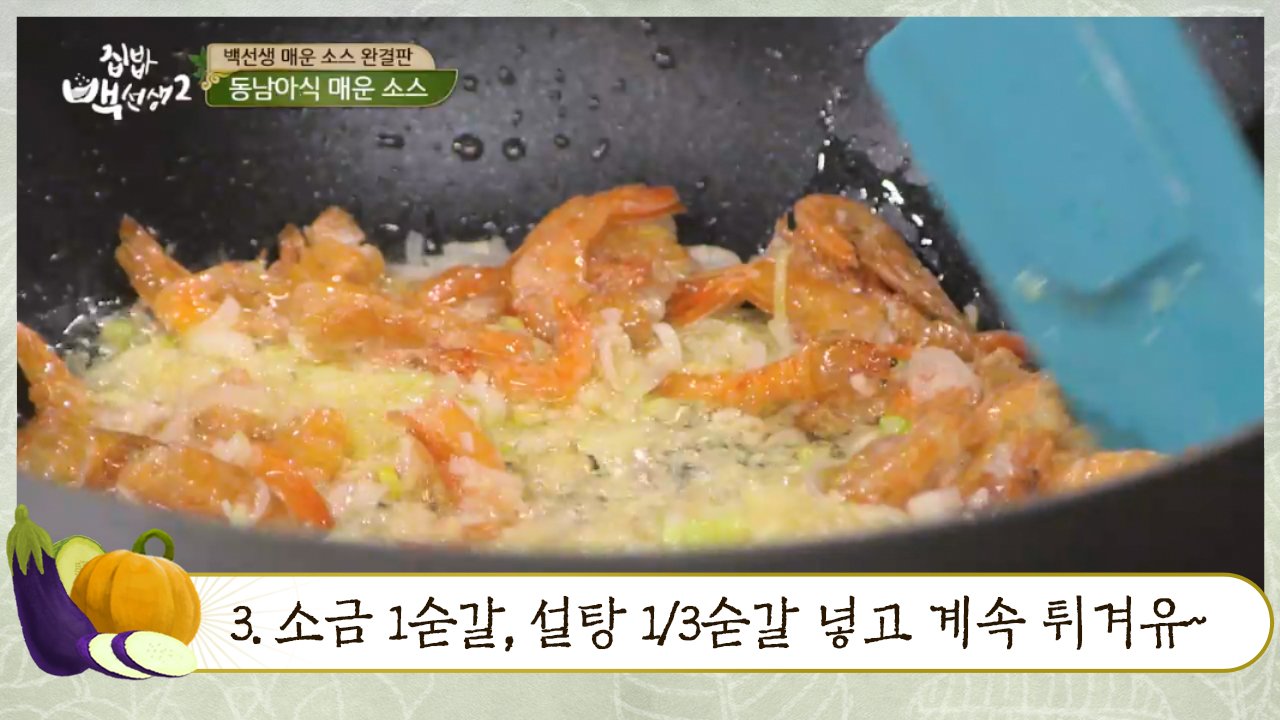 집밥
백선생2
백선생 매운 소스 완결판
동남아식 매운 소스
3. 소금 1숟갈, 설탕 1/3숟갈 넣고 계속 튀겨유~